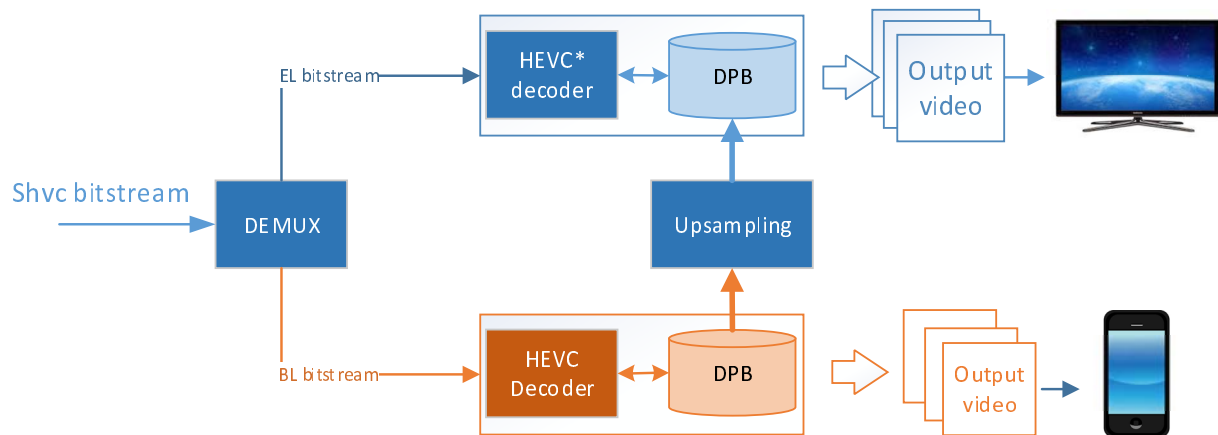 EL bitstream
HEVC*
decoder
DPB
Output
video
Shvc bitstream
DEMUX
Upsampling
BL bitstream
HEVC
Decoder
DPB
Output
video